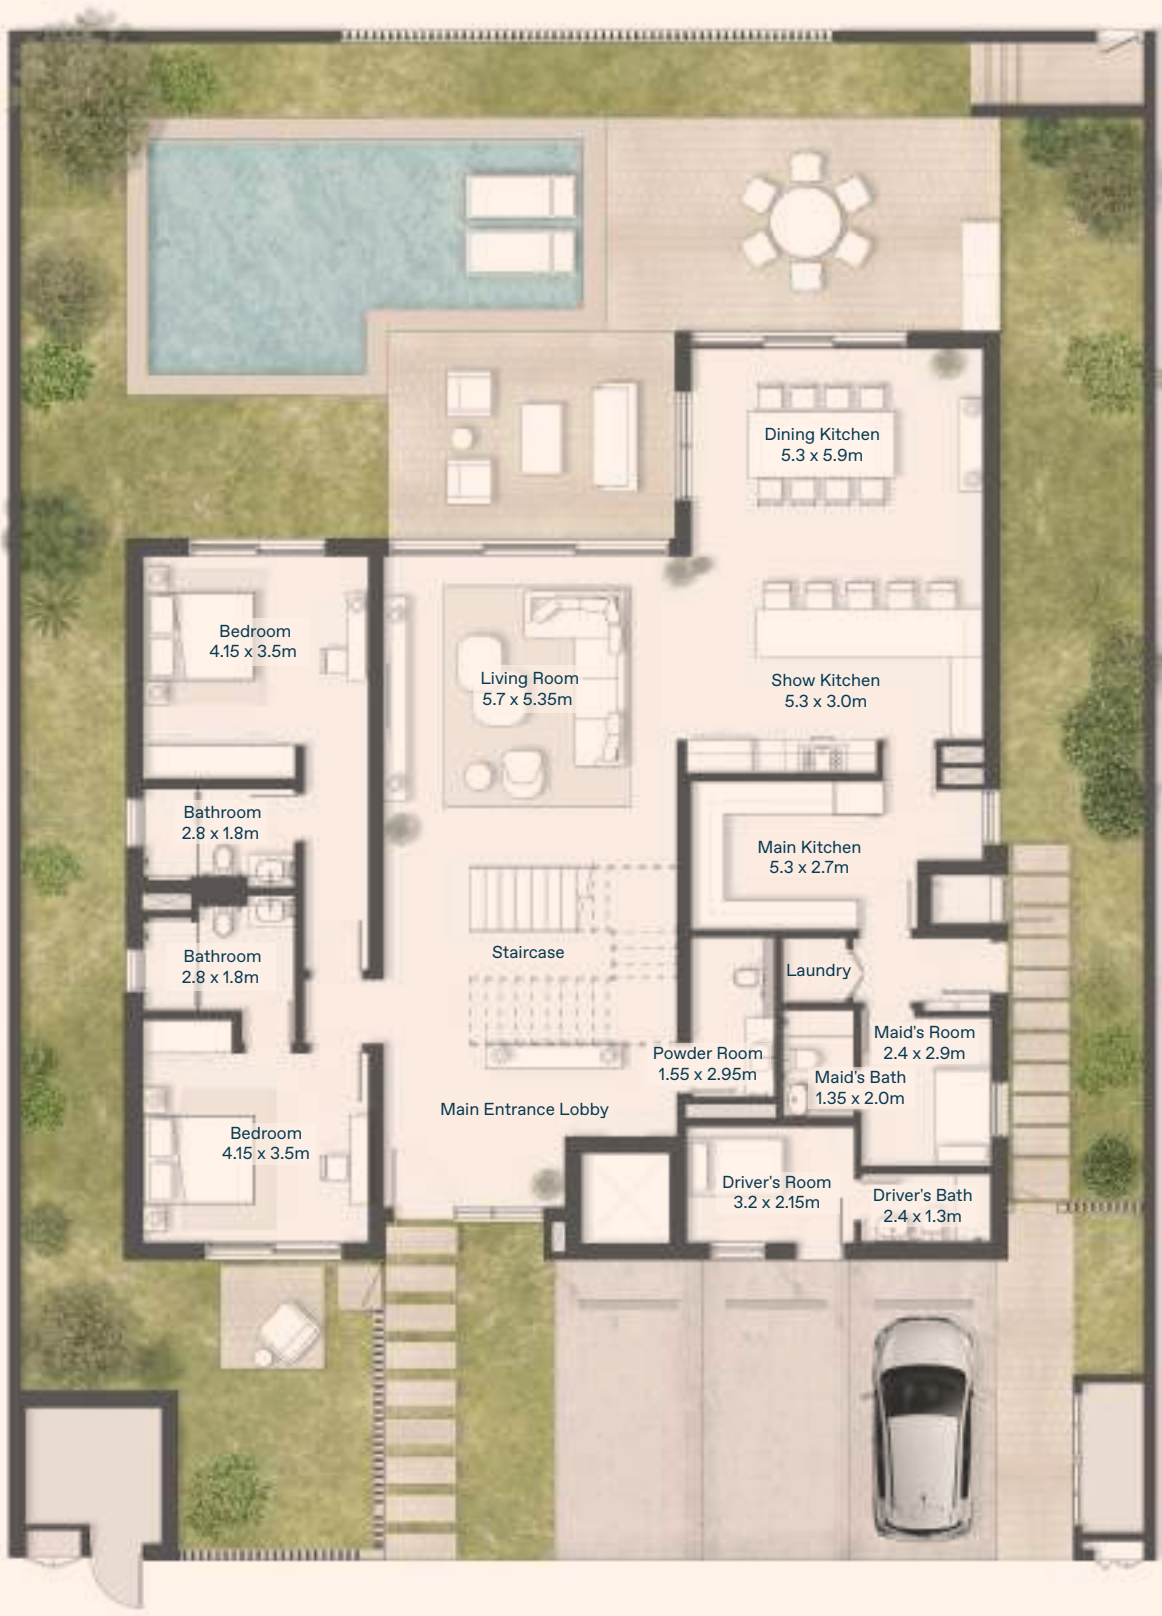 Dining Kitchen
5.3 x 5.9m
Bedroom
4.15 x 3.5m
Living Room
5.7 x 5.35m
Show Kitchen
5.3 x 3.0m
Bathroom
2.8 x 1.8m
Main Kitchen
5.3 x 2.7m
Staircase
Bathroom
2.8 x 1.8m
Laundry
Maid's Room
2.4 x 2.9m
Powder Room
1.55 x 2.95m
Maid's Bath
1.35 x 2.0m
Main Entrance Lobby
Bedroom
4.15 x 3.5m
Driver's Room
3.2 x 2.15m
Driver's Bath
2.4 x 1.3m